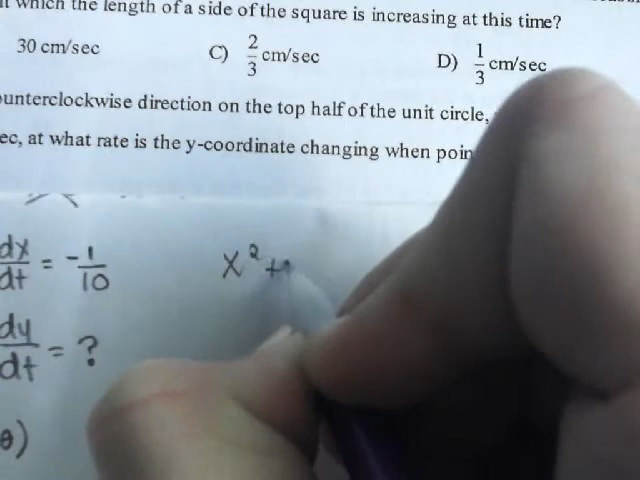 which the length of a side of the square is increasing at this time?
30 cm/sec C) 2/3 cm/sec D) 1/3 cm/sec
ounterclockwise direction on the top half of the unit circle,
ec, at what rate is the y-coordinate changing when
dx/dt = -1/10 x² +
dy/dt = ?
θ)